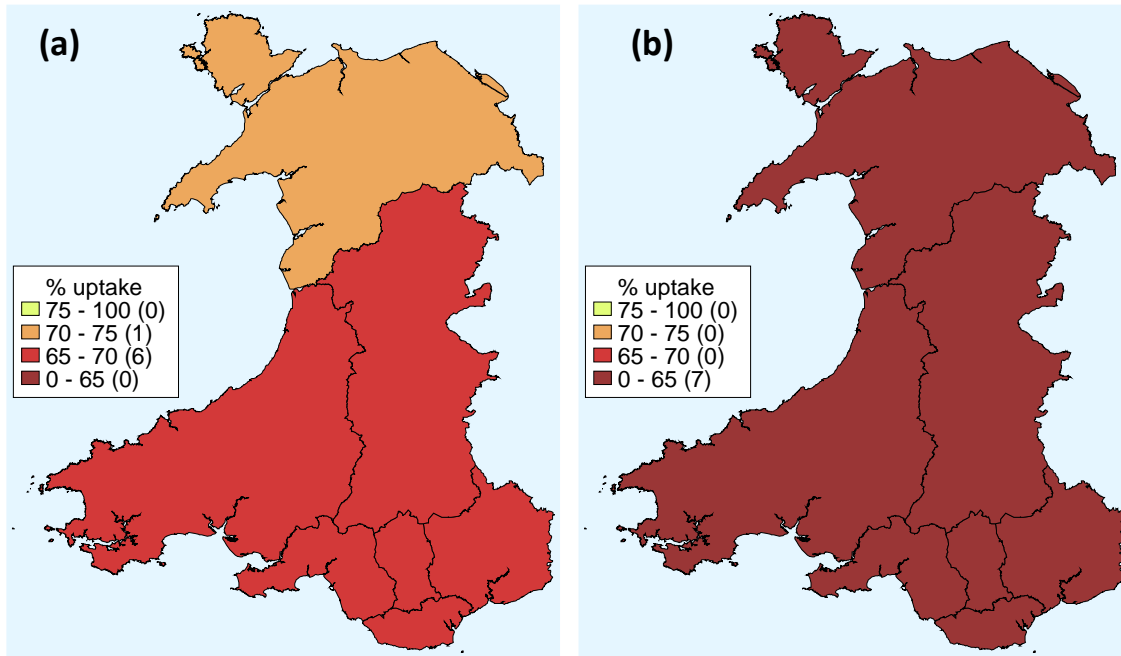 (a)
% uptake
75 - 100 (0)
70 - 75 (1)
65 - 70 (6)
0 - 65 (0)
(b)
% uptake
75 - 100 (0)
70 - 75 (0)
65 - 70 (0)
0 - 65 (7)